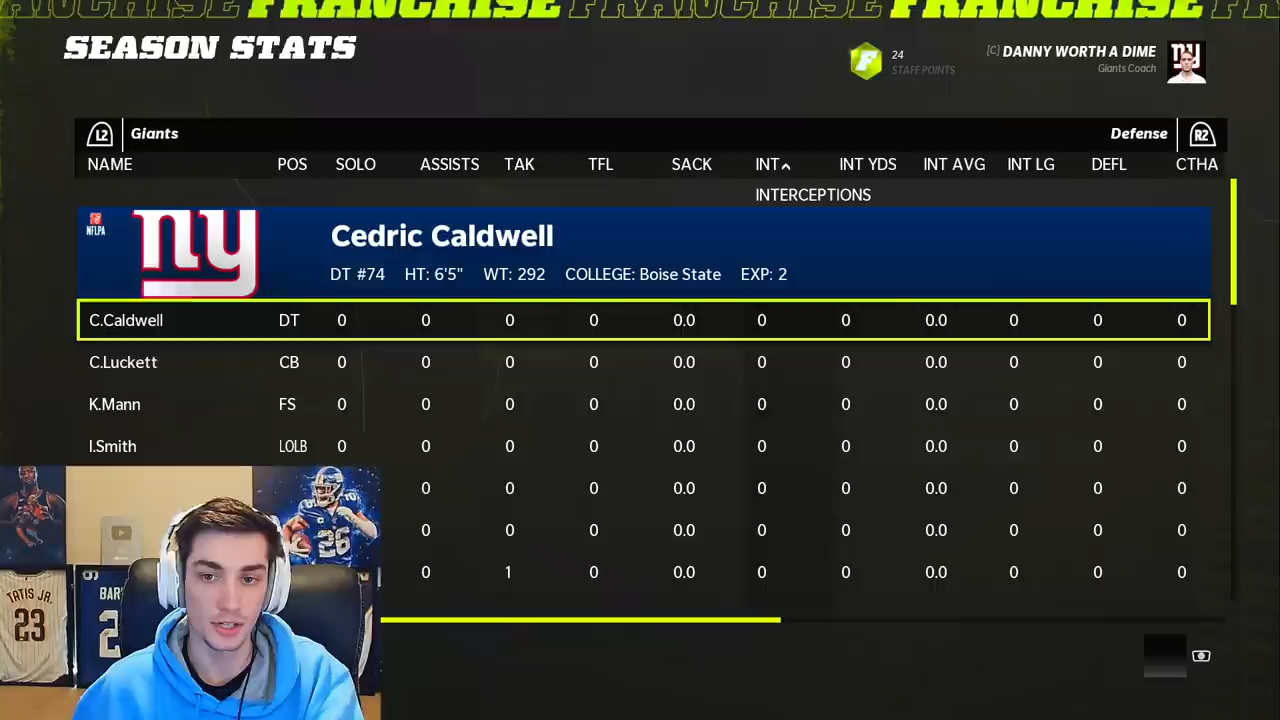 FRANCHISE FRANCHISE FRANCHISE FRANCHISE
SEASON STATS
24
STAFF POINTS
[C] DANNY WORTH A DIME
Giants Coach
ny
L2 Giants
Defense R2
NAME POS SOLO ASSISTS TAK TFL SACK INT INT YDS INT AVG INT LG DEFL CTHA
INTERCEPTIONS
NFLPA
ny
Cedric Caldwell
DT #74 HT: 6'5" WT: 292 COLLEGE: Boise State EXP: 2
C.Caldwell DT 0 0 0 0 0.0 0 0 0.0 0 0 0
C.Luckett CB 0 0 0 0 0.0 0 0 0.0 0 0 0
K.Mann FS 0 0 0 0 0.0 0 0 0.0 0 0 0
I.Smith LOLB 0 0 0 0 0.0 0 0 0.0 0 0 0
0 0 0 0.0 0 0 0.0 0 0 0
0 0 0 0.0 0 0 0.0 0 0 0
0 1 0 0.0 0 0 0.0 0 0 0
26
TATIS JR.
23
BAR
2